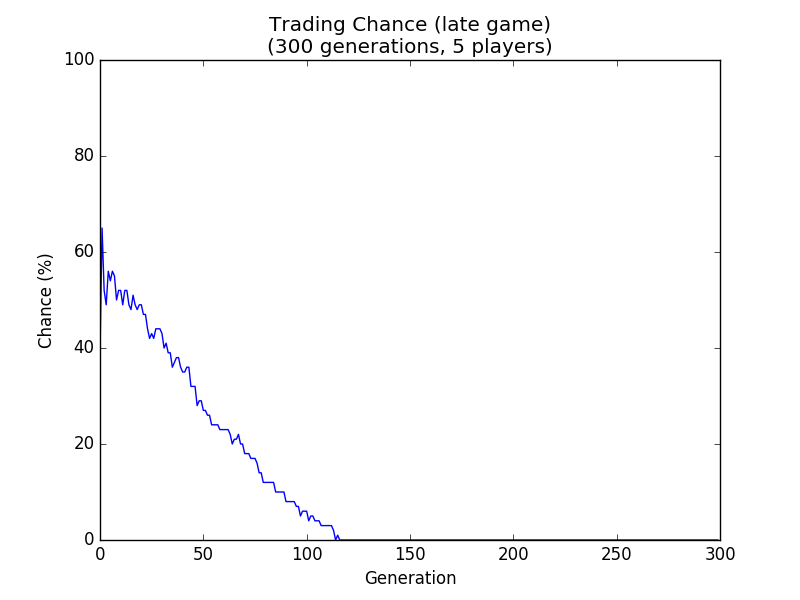 Trading Chance (late game)
(300 generations, 5 players)
100
80
60
40
20
0
Chance (%)
0 50 100 150 200 250 300
Generation